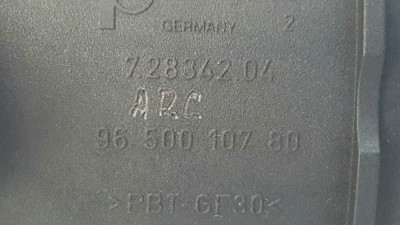 GERMANY 2
7.28342.04
ARC
96 500 107 80
>PBT-GF30<